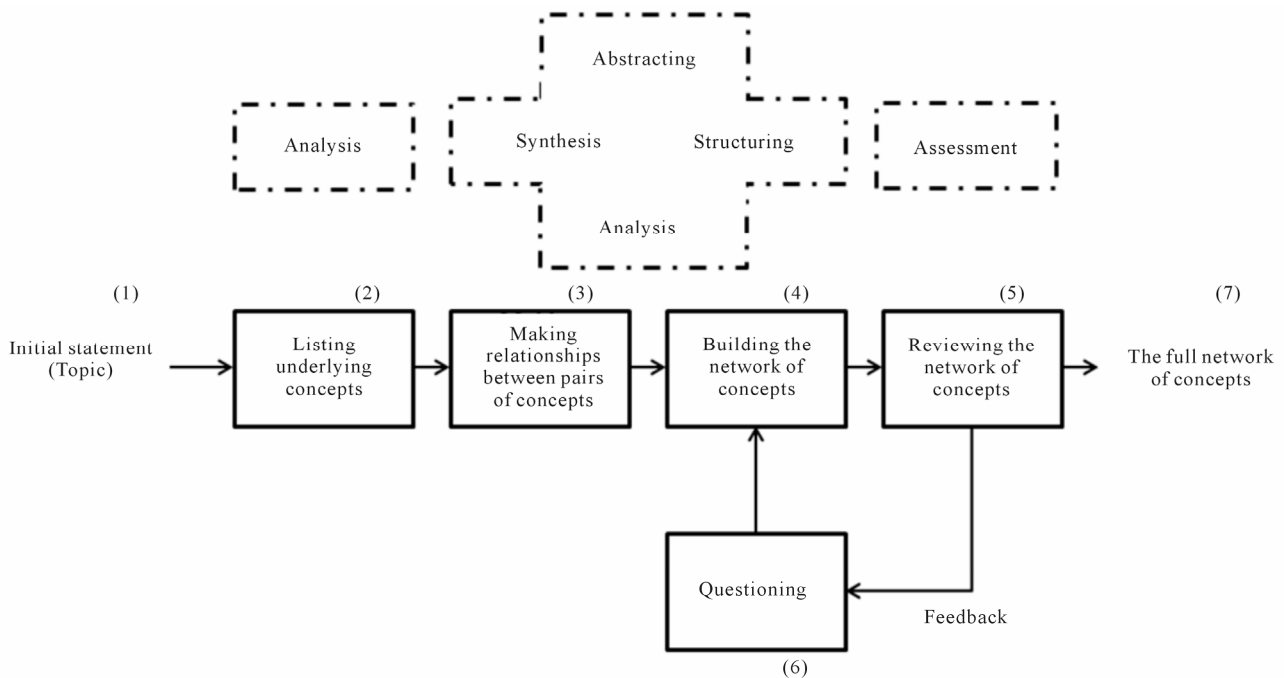 Abstracting
Analysis
Synthesis
Structuring
Assessment
Analysis
(1)
(2)
(3)
(4)
(5)
(7)
Initial statement
(Topic)
Listing
underlying
concepts
Making
relationships
between pairs
of concepts
Building the
network of
concepts
Reviewing the
network of
concepts
The full network
of concepts
Questioning
Feedback
(6)